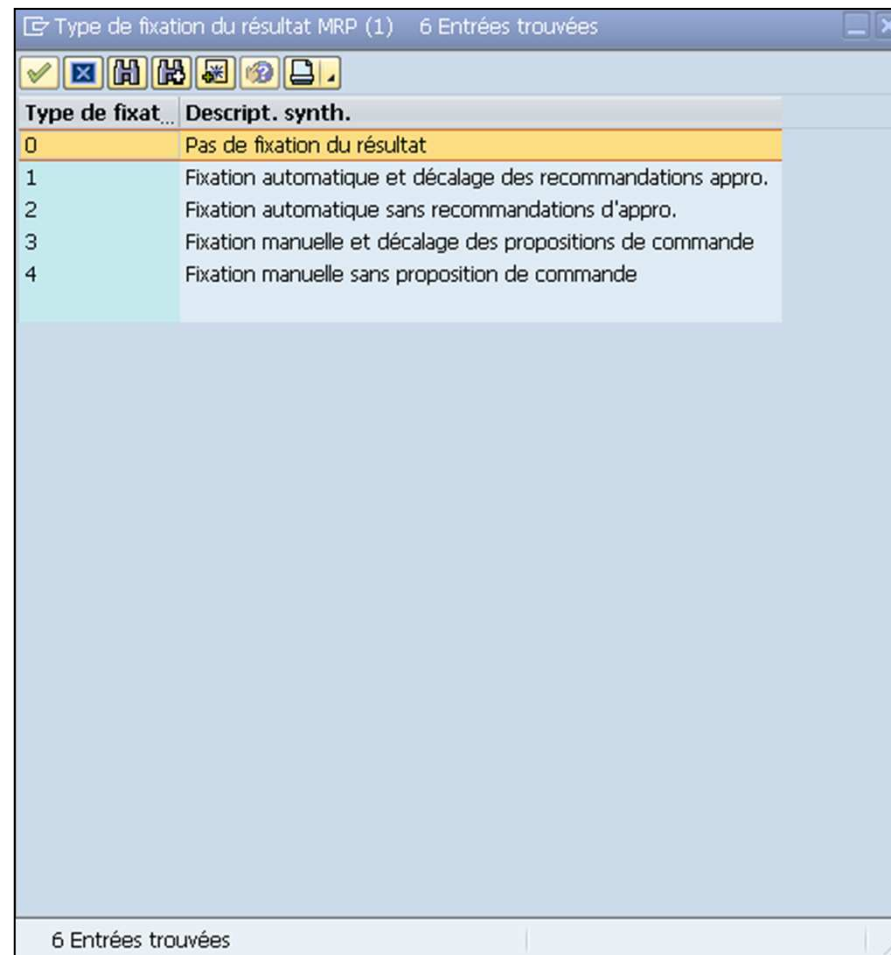 Type de fixation du résultat MRP (1) 6 Entrées trouvées
Type de fixat... Descript. synth.
0 Pas de fixation du résultat
1 Fixation automatique et décalage des recommandations appro.
2 Fixation automatique sans recommandations d'appro.
3 Fixation manuelle et décalage des propositions de commande
4 Fixation manuelle sans proposition de commande
6 Entrées trouvées